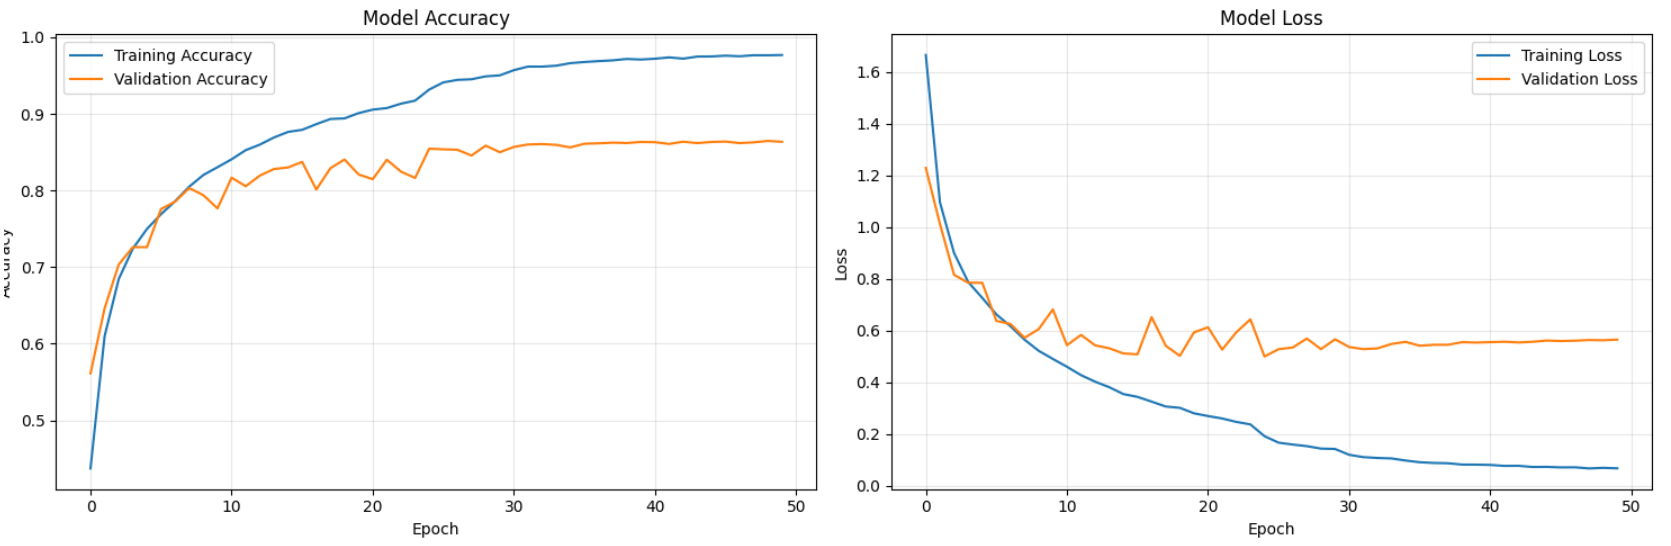 Model Accuracy
1.0
0.9
0.8
0.7
0.6
0.5
Accuracy
Training Accuracy
Validation Accuracy
0 10 20 30 40 50
Epoch
Model Loss
1.6
1.4
1.2
1.0
0.8
0.6
0.4
0.2
0.0
Loss
Training Loss
Validation Loss
0 10 20 30 40 50
Epoch